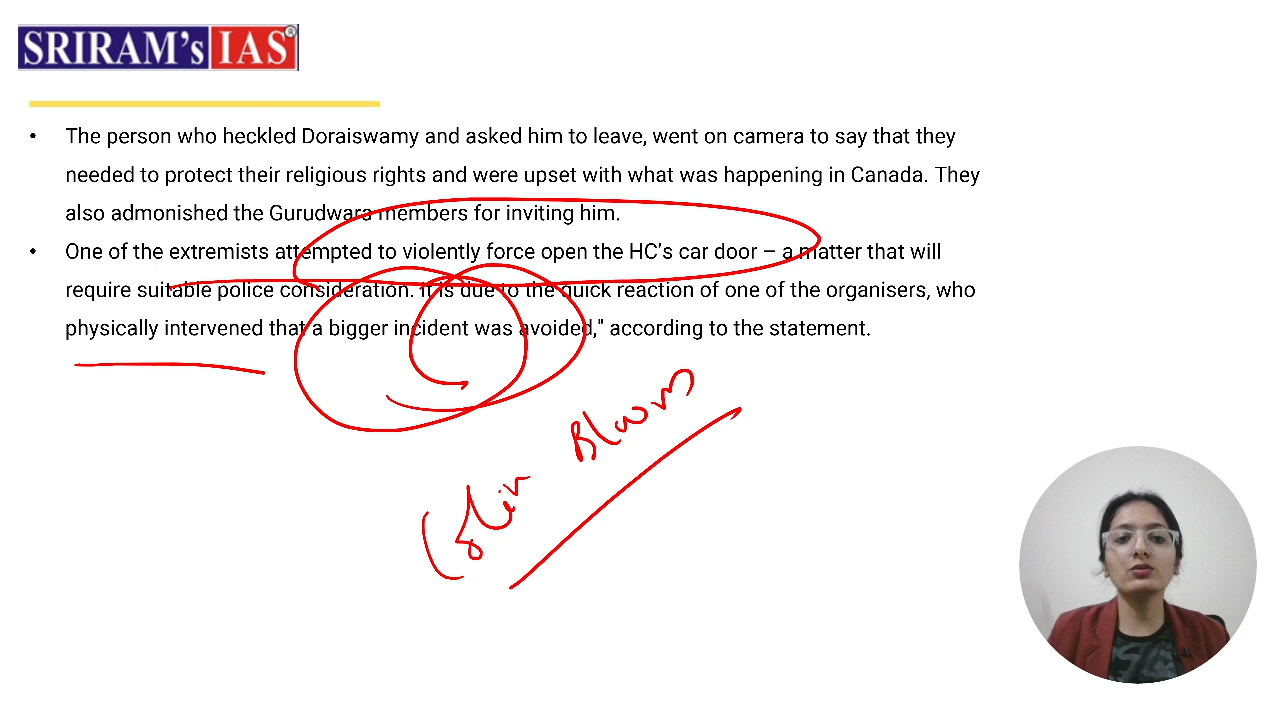 SRIRAM's IAS®
• The person who heckled Doraiswamy and asked him to leave, went on camera to say that they
needed to protect their religious rights and were upset with what was happening in Canada. They
also admonished the Gurudwara members for inviting him.
• One of the extremists attempted to violently force open the HC's car door – a matter that will
require suitable police consideration. It is due to the quick reaction of one of the organisers, who
physically intervened that a bigger incident was avoided," according to the statement.
Colin Bloom